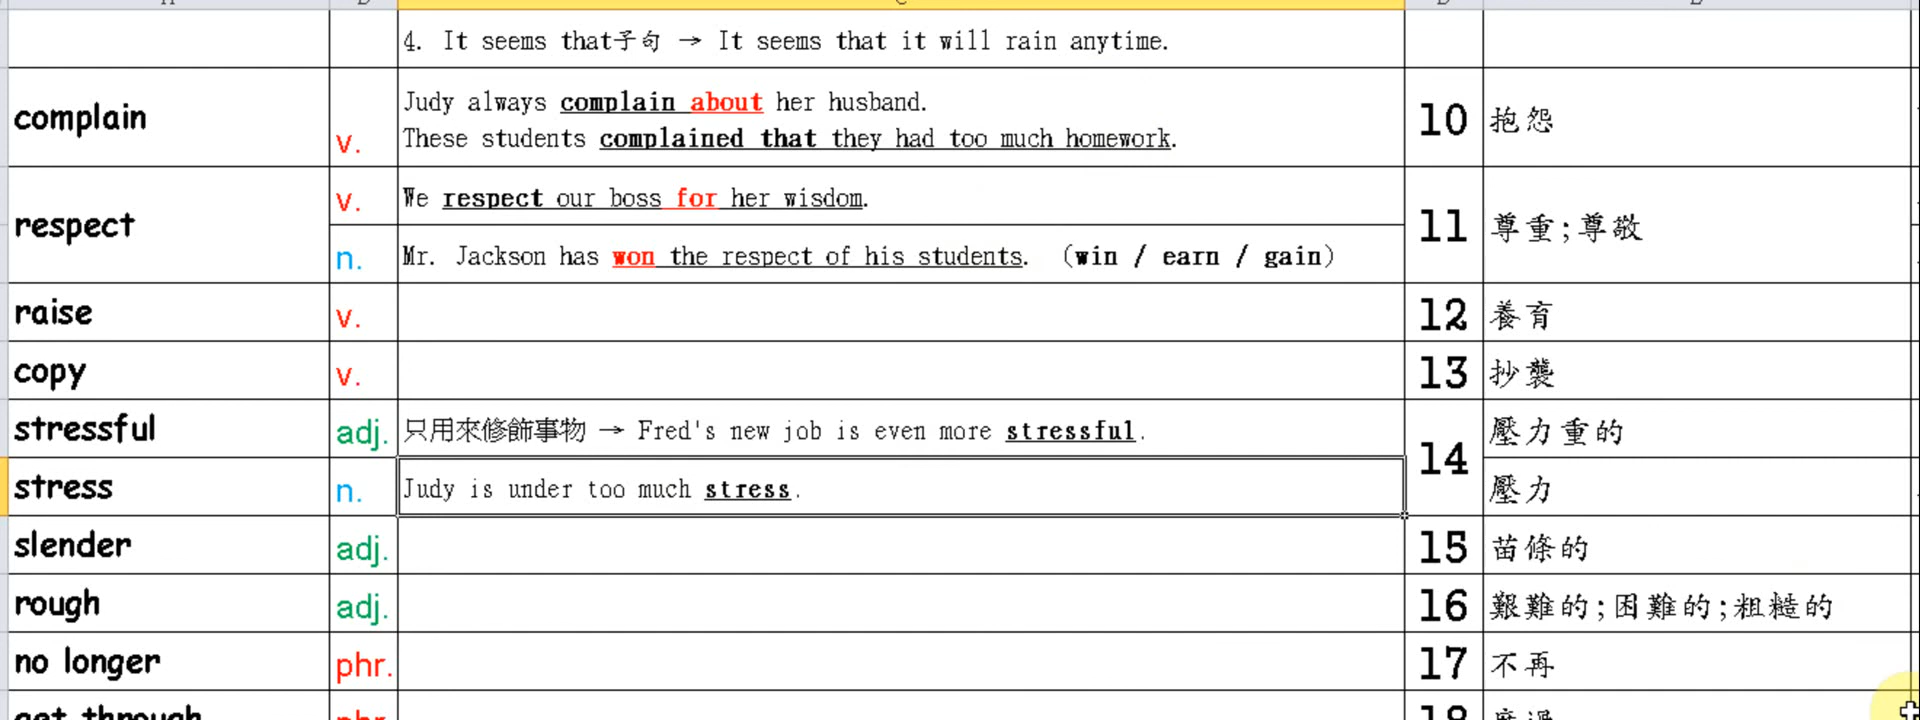 4. It seems that子句 → It seems that it will rain anytime.
complain v. Judy always complain about her husband. 10 抱怨
These students complained that they had too much homework.
respect v. We respect our boss for her wisdom. 11 尊重;尊敬
n. Mr. Jackson has won the respect of his students. (win / earn / gain)
raise v. 12 養育
copy v. 13 抄襲
stressful adj. 只用來修飾事物 → Fred's new job is even more stressful. 14 壓力重的
stress n. Judy is under too much stress. 壓力
slender adj. 15 苗條的
rough adj. 16 艱難的;困難的;粗糙的
no longer phr. 17 不再
get through phr. 18